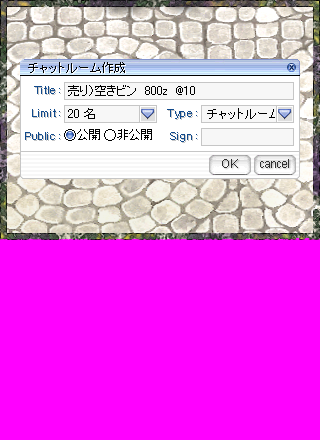 チャットルーム作成
Title : 売り〉空きビン 800z @10
Limit : 20 名 Type : チャットルーム
Public : 公開 非公開 Sign :
OK cancel